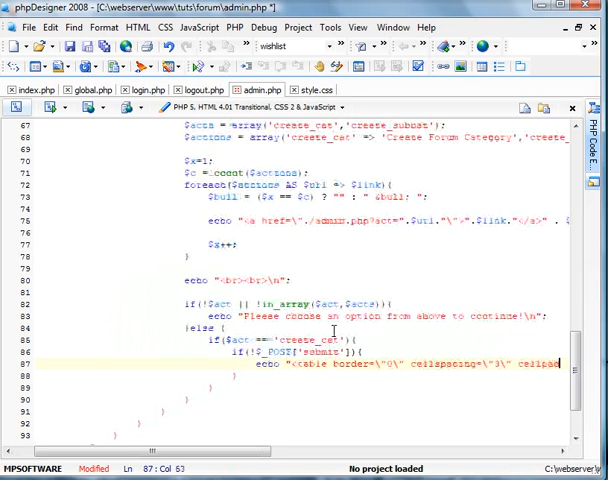 phpDesigner 2008 - [C:\webserver\www\tuts\forum\admin.php *]
File Edit Find Format HTML CSS JavaScript PHP Debug Project Tools Window
wishlist
index.php global.php login.php logout.php admin.php style.css
PHP 5, HTML 4.01 Transitional, CSS 2 & JavaScript
67 $acts = array('create_cat','create_subcat');
68 $actions = array('create_cat' => 'Create Forum Category','create
69
70 $x=1;
71 $c = count($actions);
72 foreach($actions AS $url => $link){
73 $bull = ($x == $c) ? "" : " &bull; ";
74
75 echo "<a href=\"./admin.php?act=".$url."\">".$link."</a>" .
76
77 $x++;
78 }
79
80 echo "<br><br>\n";
81
82 if(!$act || !in_array($act,$acts)){
83 echo "Please choose an option from above to continue!\n";
84 }else {
85 if($act == 'create_cat'){
86 if(!$_POST['submit']){
87 echo "<table border=\"0\" cellspacing=\"3\" cellpad
88 }
89 }
90 }
91 }
92 }
93 }
PHP Code E...
MPSOFTWARE Modified Ln 87 : Col 53 No project loaded C:\webserver\